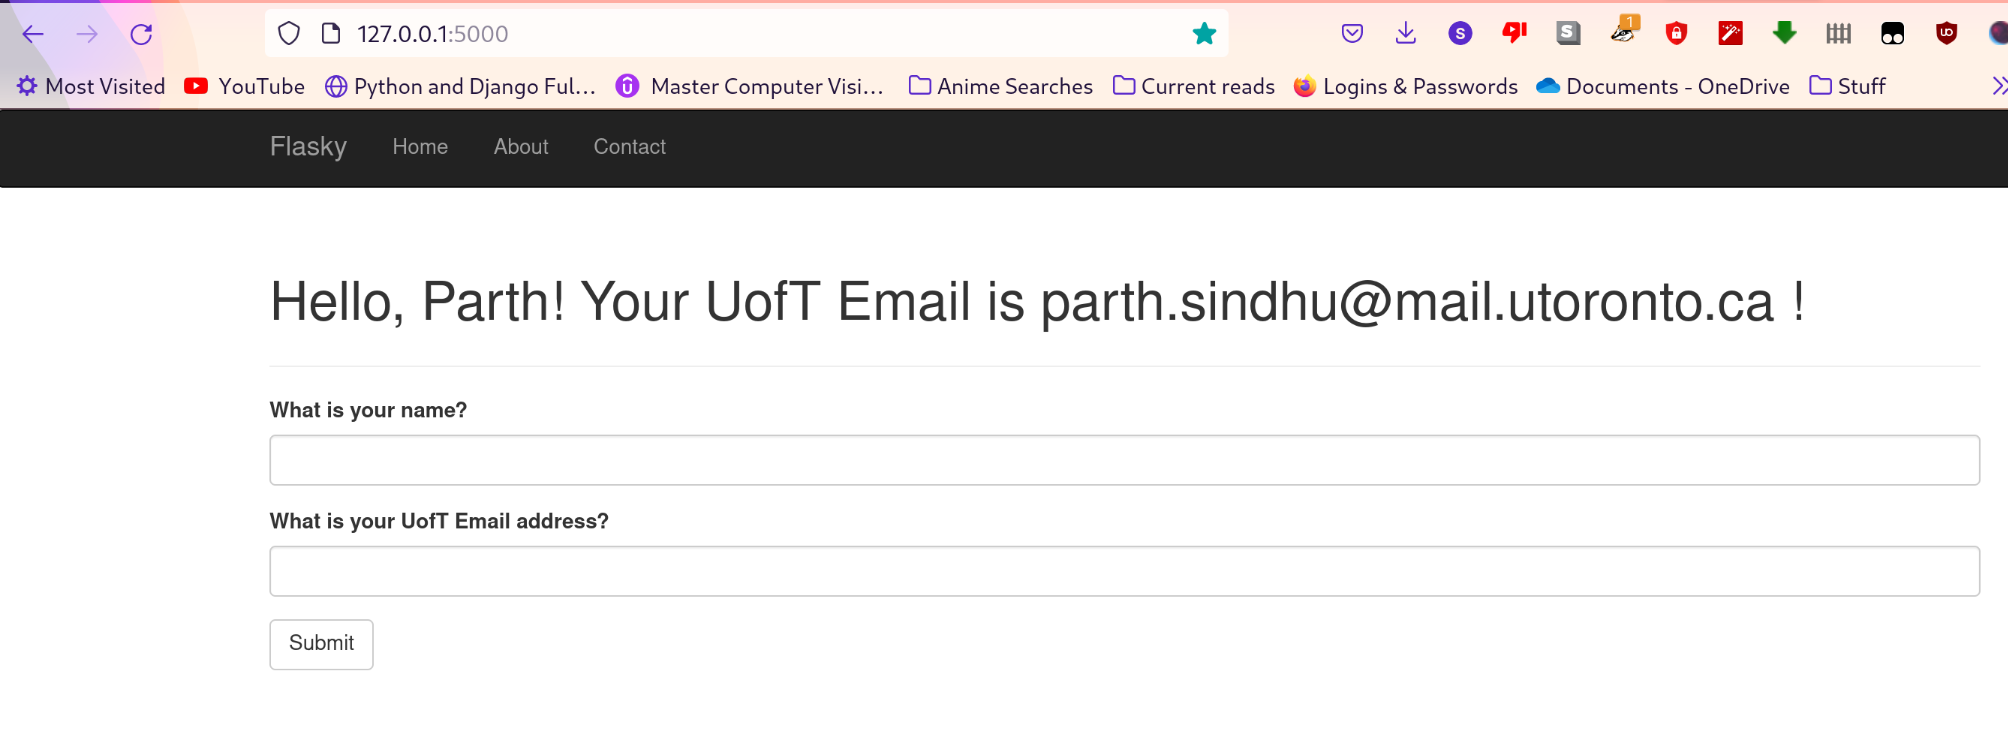 127.0.0.1:5000
1
Most Visited YouTube Python and Django Ful... Master Computer Visi... Anime Searches Current reads Logins & Passwords Documents - OneDrive Stuff
Flasky Home About Contact
Hello, Parth! Your UofT Email is parth.sindhu@mail.utoronto.ca !
What is your name?
What is your UofT Email address?
Submit